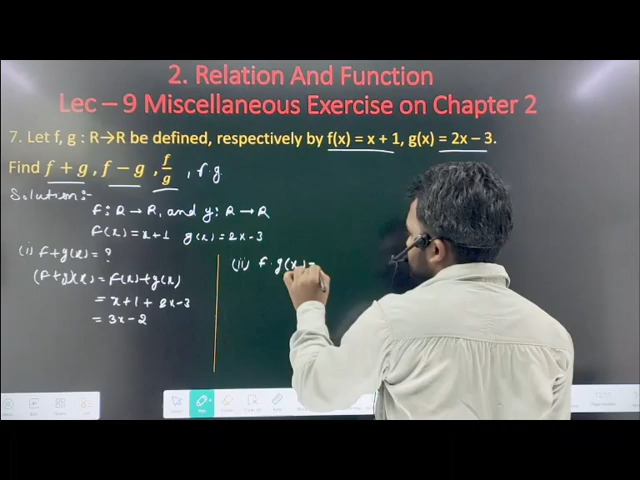 2. Relation And Function
Lec – 9 Miscellaneous Exercise on Chapter 2
7. Let f, g : R→R be defined, respectively by f(x) = x + 1, g(x) = 2x – 3.
Find f + g , f – g , f/g , f.g
Solution:-
f: R → R, and g: R → R
f(x) = x+1 g(x) = 2x-3
(i) f+g(x) = ?
(f+g)(x) = f(x)+g(x)
= x+1 + 2x-3
= 3x-2
(ii) f.g(x) =